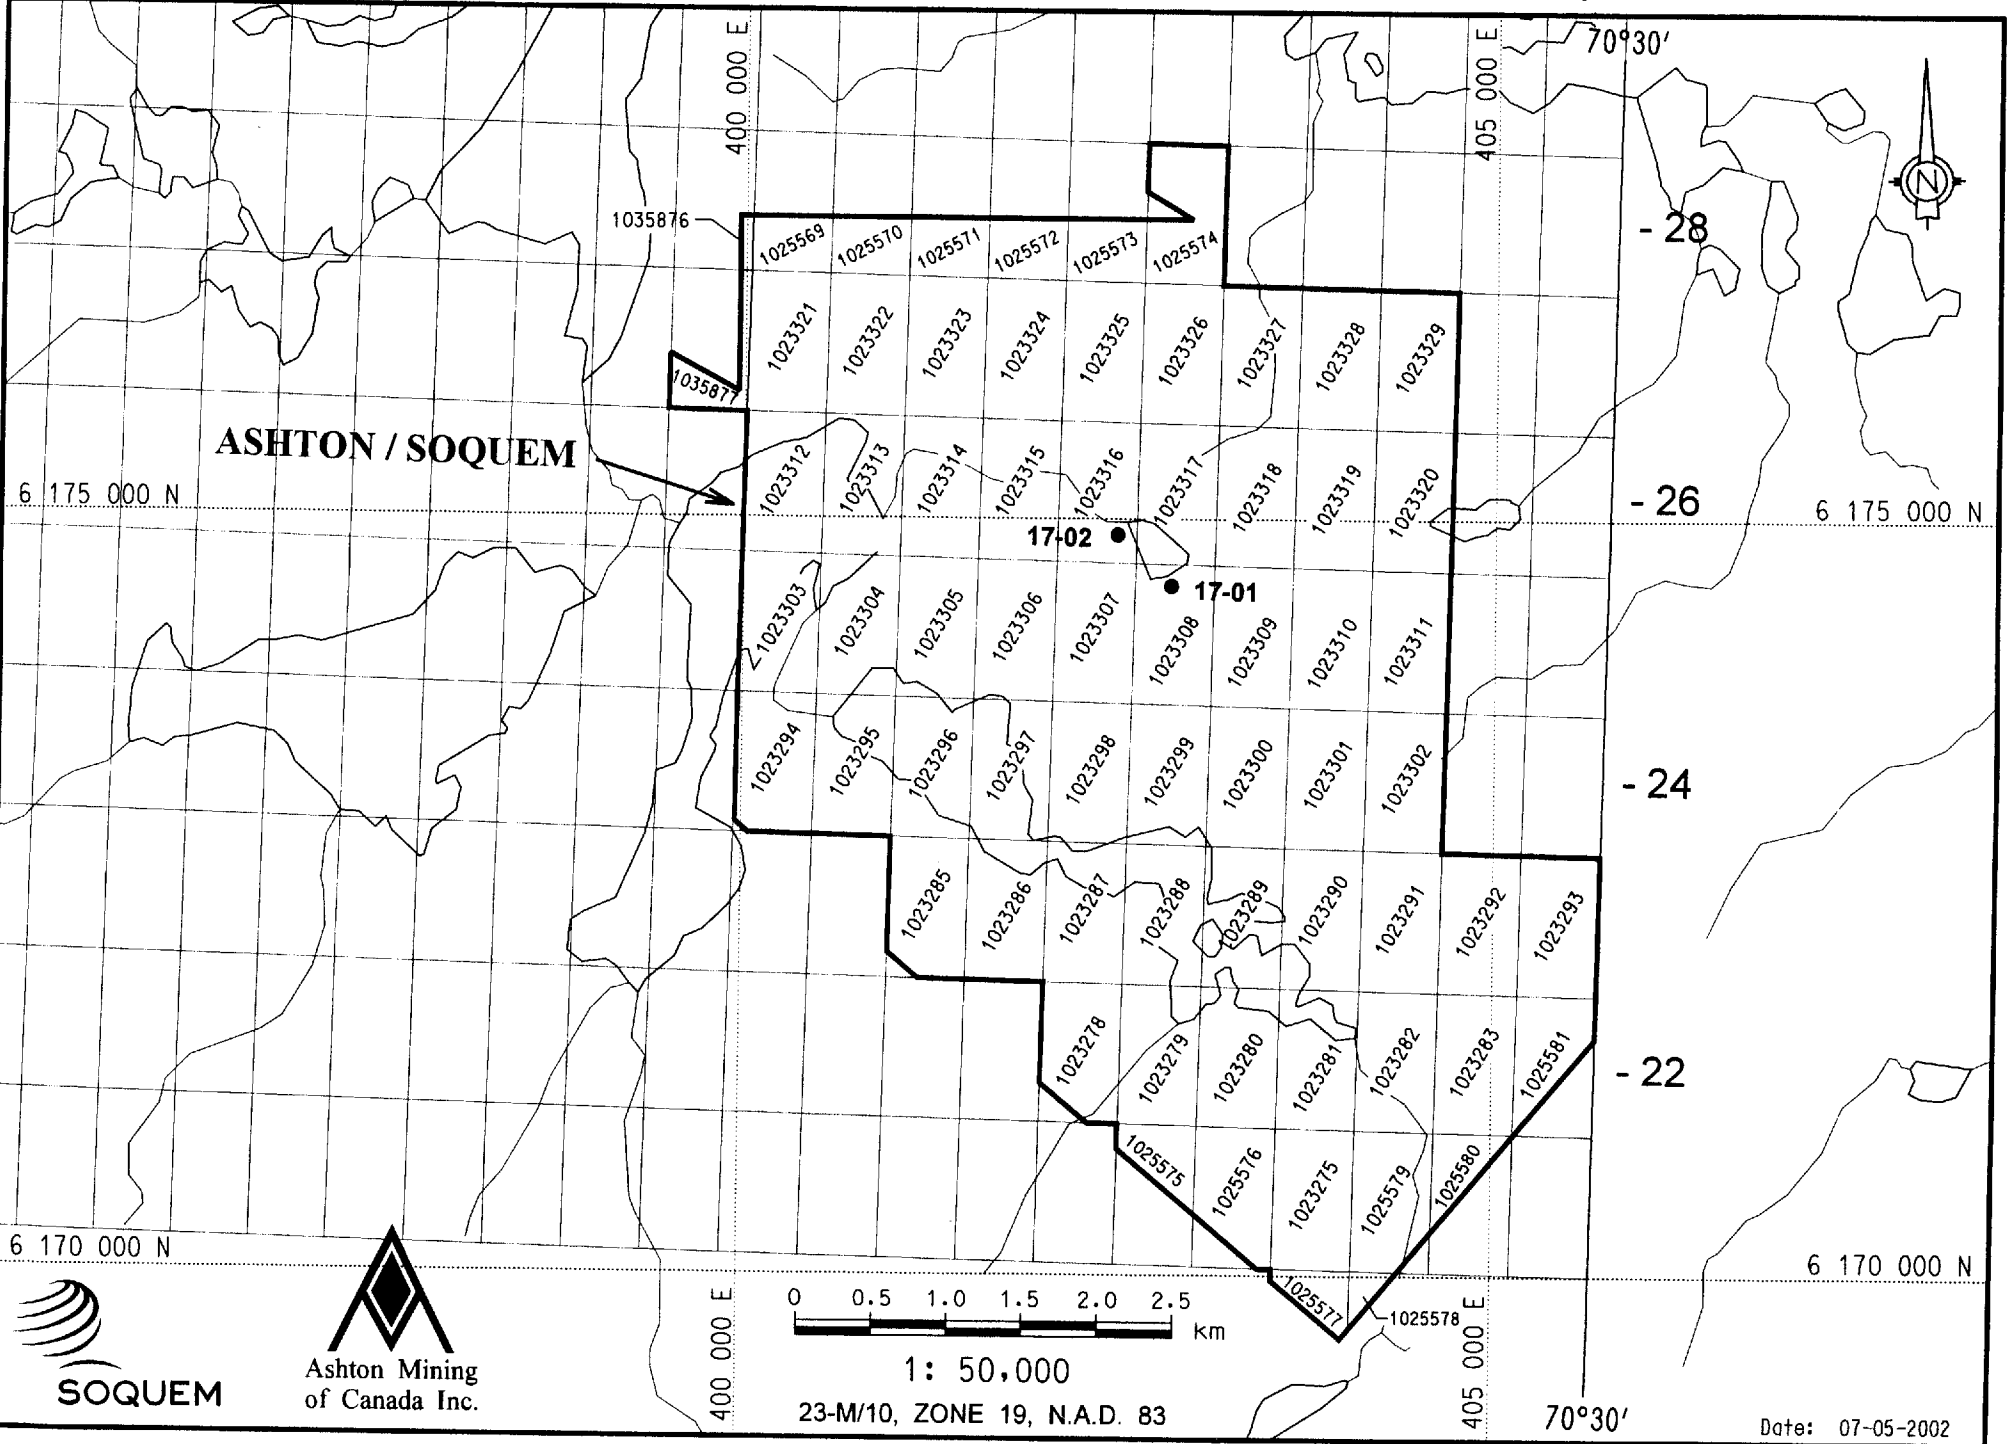 400 000 E
405 000 E
70°30'
N
1035876
- 28
1025569 1025570 1025571 1025572 1025573 1025574
1023321 1023322 1023323 1023324 1023325 1023326 1023327 1023328 1023329
1035877
ASHTON / SOQUEM
1023312 1023313 1023314 1023315 1023316 1023317 1023318 1023319 1023320
6 175 000 N
- 26
6 175 000 N
17-02
17-01
1023303 1023304 1023305 1023306 1023307 1023308 1023309 1023310 1023311
1023294 1023295 1023296 1023297 1023298 1023299 1023300 1023301 1023302
- 24
1023285 1023286 1023287 1023288 1023289 1023290 1023291 1023292 1023293
1023278 1023279 1023280 1023281 1023282 1023283 1025581
- 22
1025575 1025576 1023275 1025579 1025580
6 170 000 N
6 170 000 N
1025577
1025578
0 0.5 1.0 1.5 2.0 2.5
km
1: 50,000
23-M/10, ZONE 19, N.A.D. 83
SOQUEM
Ashton Mining
of Canada Inc.
400 000 E
405 000 E
70°30'
Date: 07-05-2002